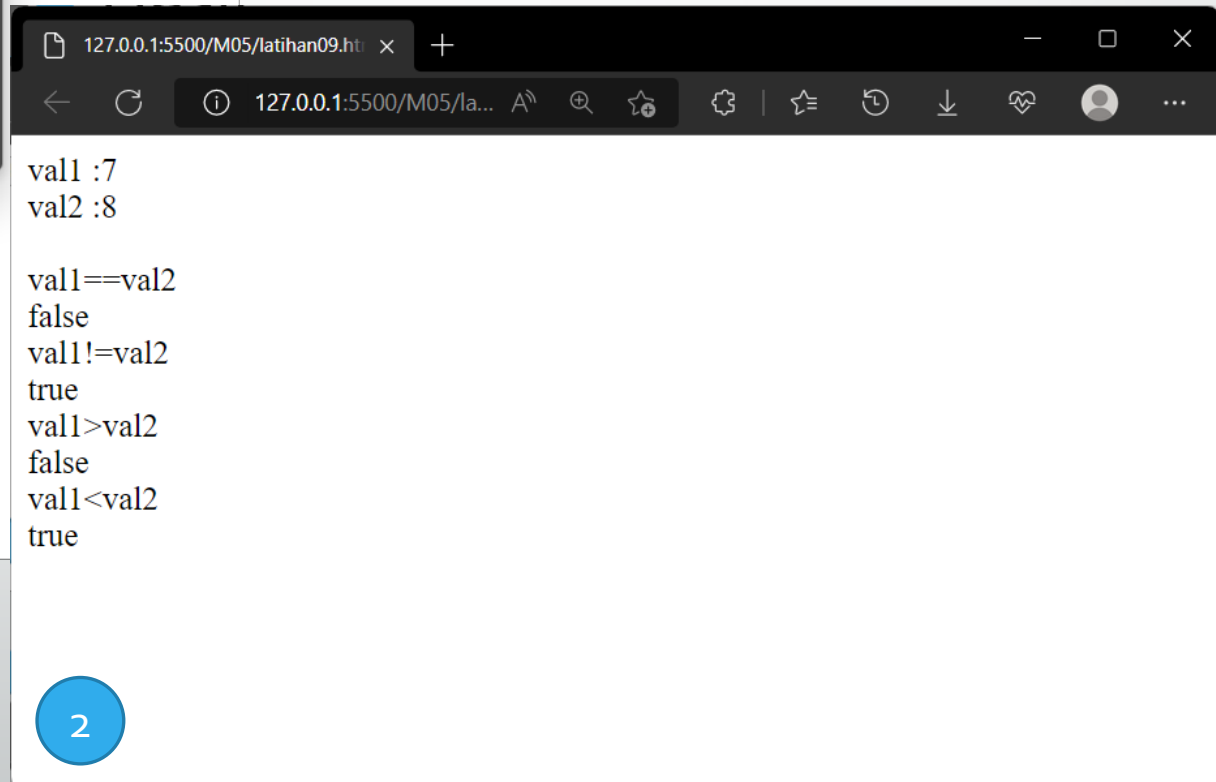 127.0.0.1:5500/M05/latihan09.ht
127.0.0.1:5500/M05/la...
val1 :7
val2 :8
val1==val2
false
val1!=val2
true
val1>val2
false
val1<val2
true
2